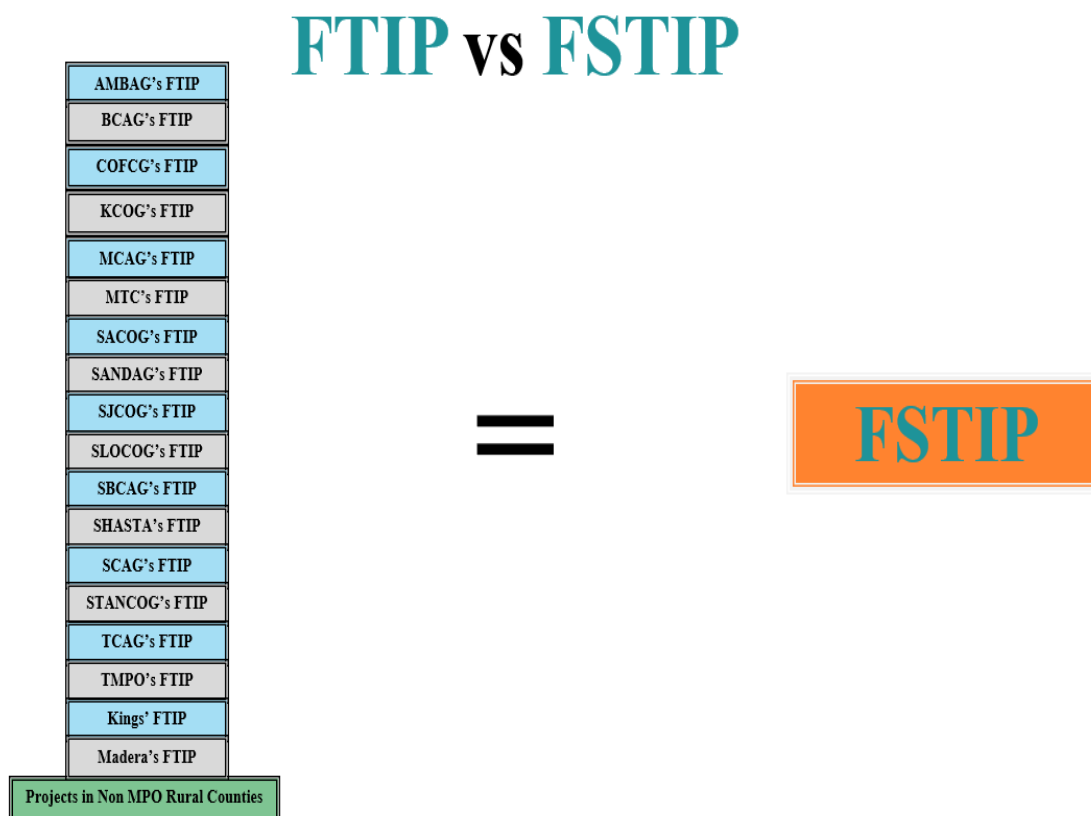 FTIP vs FSTIP
AMBAG's FTIP
BCAG's FTIP
COFCG's FTIP
KCOG's FTIP
MCAG's FTIP
MTC's FTIP
SACOG's FTIP
SANDAG's FTIP
SJCOG's FTIP
SLOCOG's FTIP
SBCAG's FTIP
SHASTA's FTIP
SCAG's FTIP
STANCOG's FTIP
TCAG's FTIP
TMPO's FTIP
Kings' FTIP
Madera's FTIP
Projects in Non MPO Rural Counties
=
FSTIP